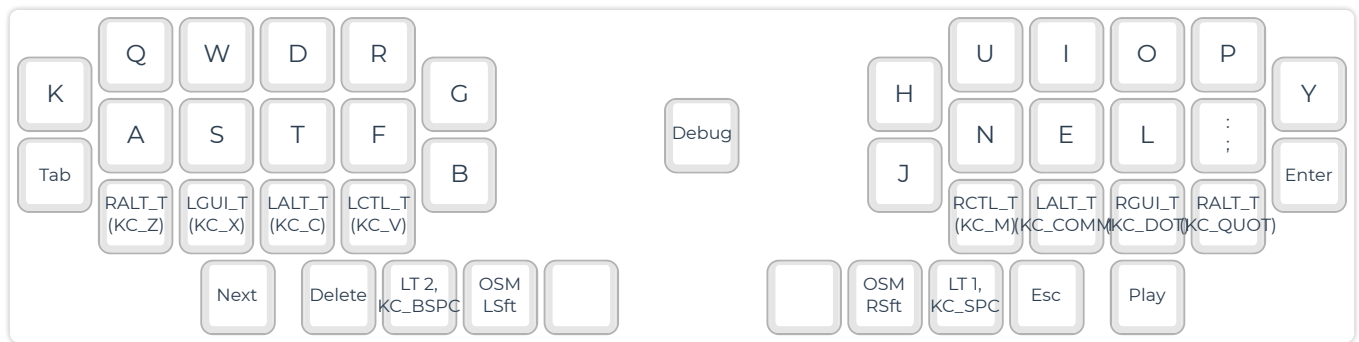 Q W D R
U I O P
K G
H Y
A S T F
Debug
N E L :
;
Tab B
J Enter
RALT_T LGUI_T LALT_T LCTL_T
(KC_Z) (KC_X) (KC_C) (KC_V)
RCTL_T LALT_T RGUI_T RALT_T
(KC_M) (KC_COMM) (KC_DOT) (KC_QUOT)
Next Delete LT 2, OSM
KC_BSPC LSft
OSM LT 1, Esc Play
RSft KC_SPC